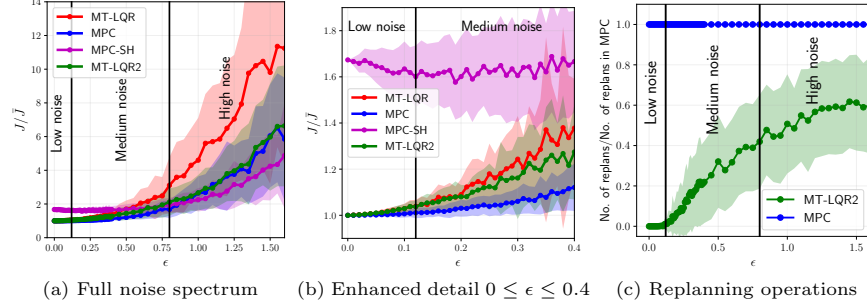 14
12
10
8
6
4
2
0
J/J̄
MT-LQR
MPC
MPC-SH
MT-LQR2
Low noise
Medium noise
High noise
0.00 0.25 0.50 0.75 1.00 1.25 1.50
ϵ
(a) Full noise spectrum
1.8
1.6
1.4
1.2
1.0
J/J̄
Low noise
Medium noise
MT-LQR
MPC
MPC-SH
MT-LQR2
0.0 0.1 0.2 0.3 0.4
ϵ
(b) Enhanced detail 0 ≤ ϵ ≤ 0.4
1.0
0.8
0.6
0.4
0.2
0.0
No. of replans/No. of replans in MPC
Low noise
Medium noise
High noise
MT-LQR2
MPC
0.0 0.5 1.0 1.5
ϵ
(c) Replanning operations